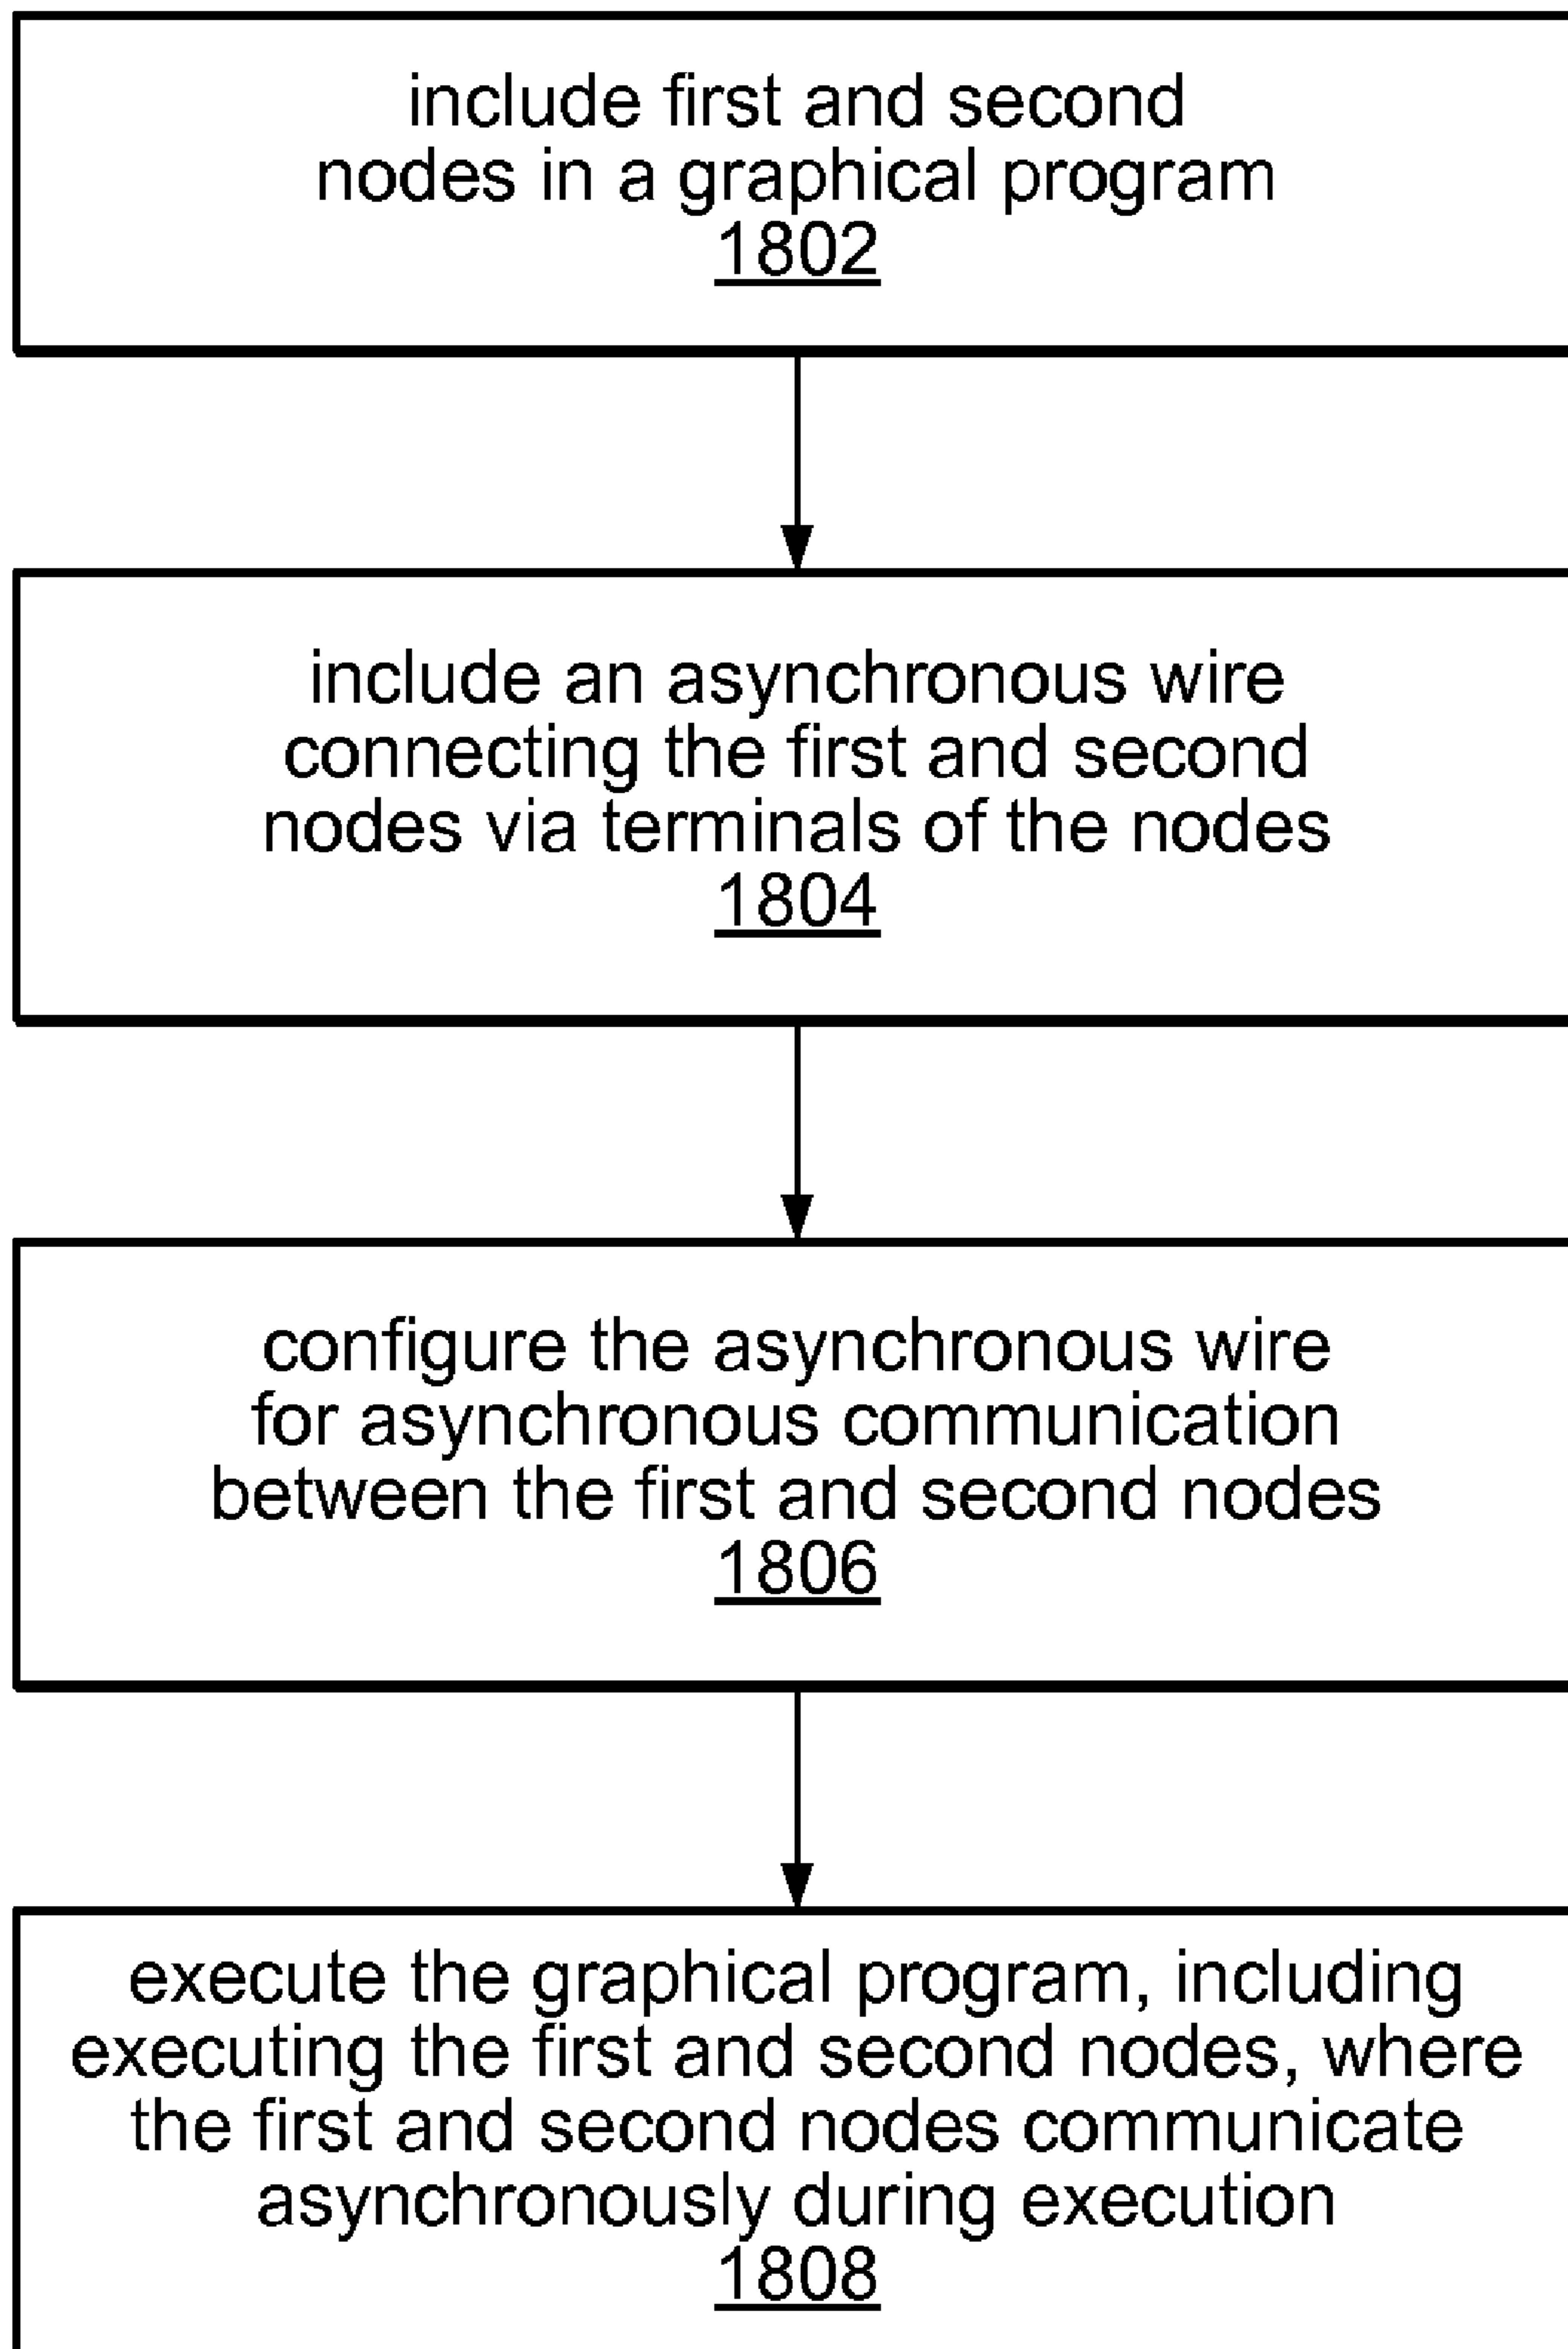 include first and second
nodes in a graphical program
1802
include an asynchronous wire
connecting the first and second
nodes via terminals of the nodes
1804
configure the asynchronous wire
for asynchronous communication
between the first and second nodes
1806
execute the graphical program, including
executing the first and second nodes, where
the first and second nodes communicate
asynchronously during execution
1808